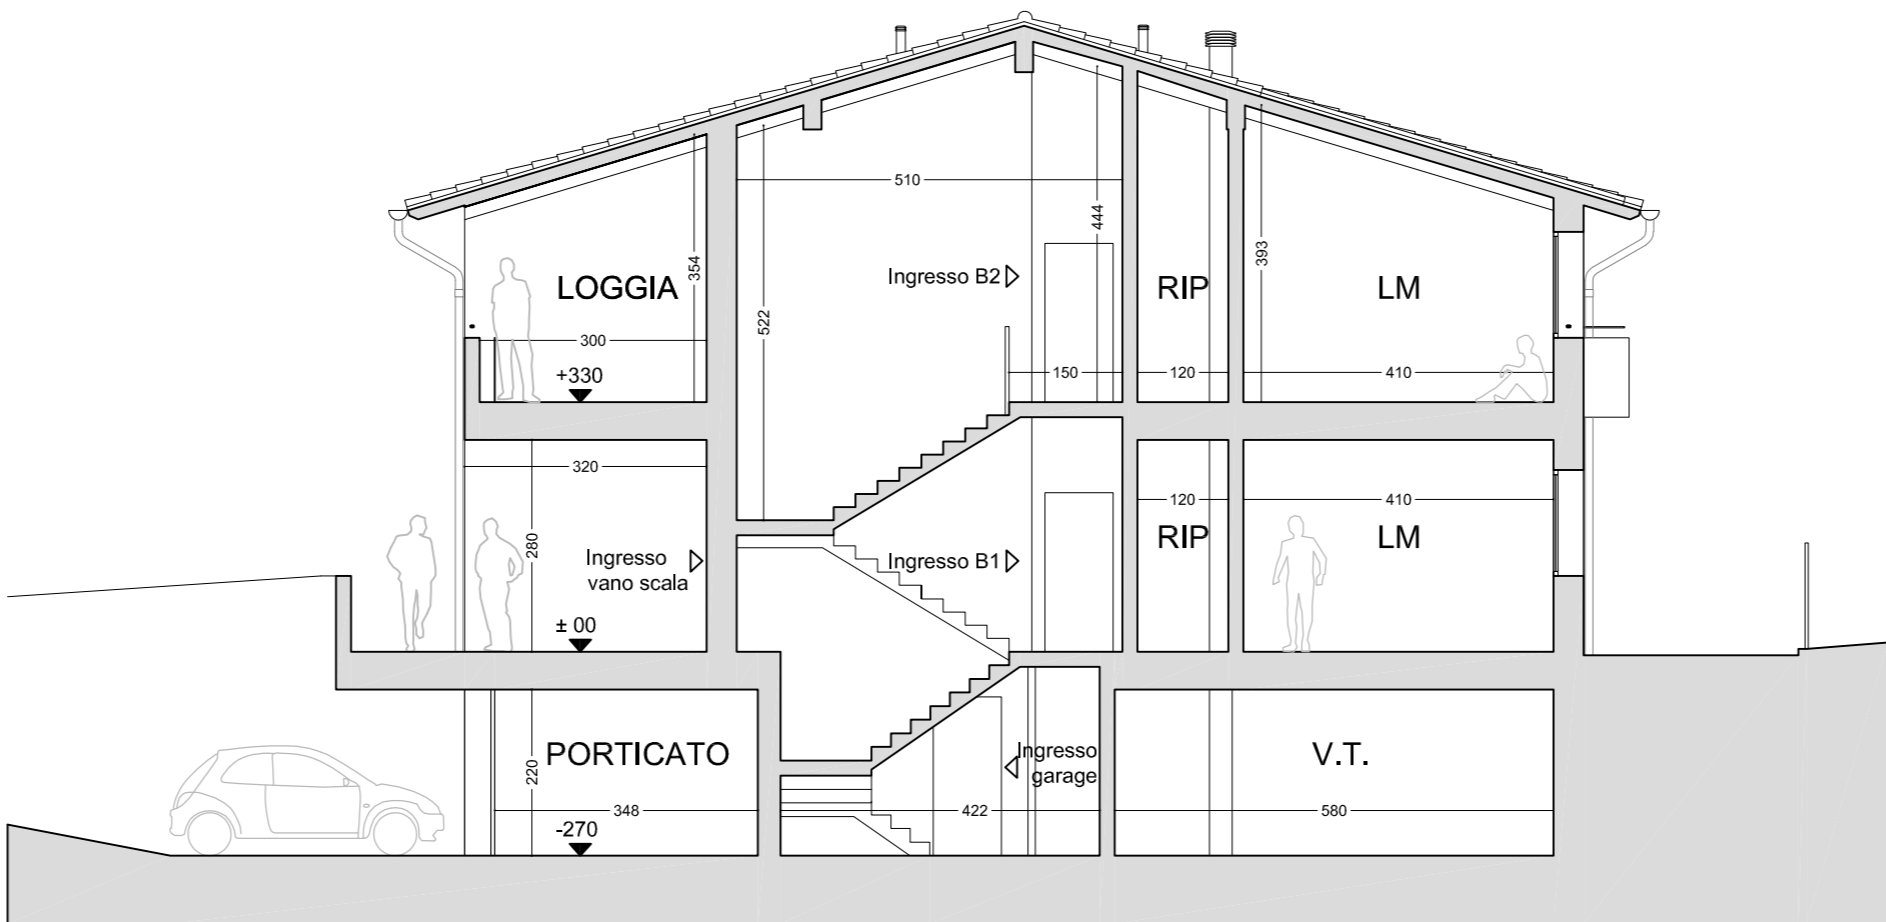 510
444
354
393
522
Ingresso B2
LOGGIA
RIP
LM
300
+330
150
120
410
320
120
410
280
Ingresso
vano scala
Ingresso B1
RIP
LM
± 00
PORTICATO
220
Ingresso
garage
V.T.
348
422
580
-270